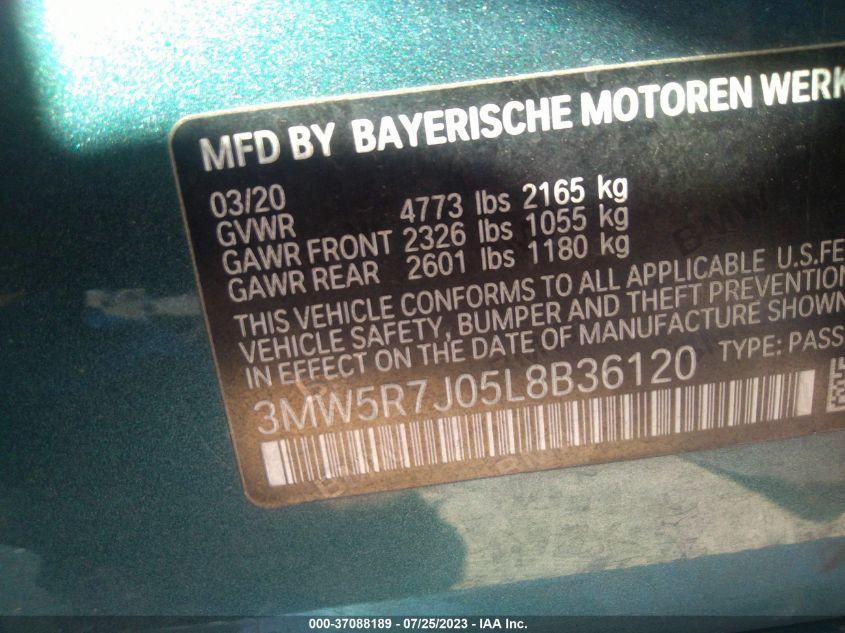 MFD BY BAYERISCHE MOTOREN WERK
03/20
GVWR 4773 lbs 2165 kg
GAWR FRONT 2326 lbs 1055 kg
GAWR REAR 2601 lbs 1180 kg
THIS VEHICLE CONFORMS TO ALL APPLICABLE U.S.FE
VEHICLE SAFETY, BUMPER AND THEFT PREVENTION
IN EFFECT ON THE DATE OF MANUFACTURE SHOWN
TYPE: PASS
3MW5R7J05L8B36120
000-37088189 - 07/25/2023 - IAA Inc.